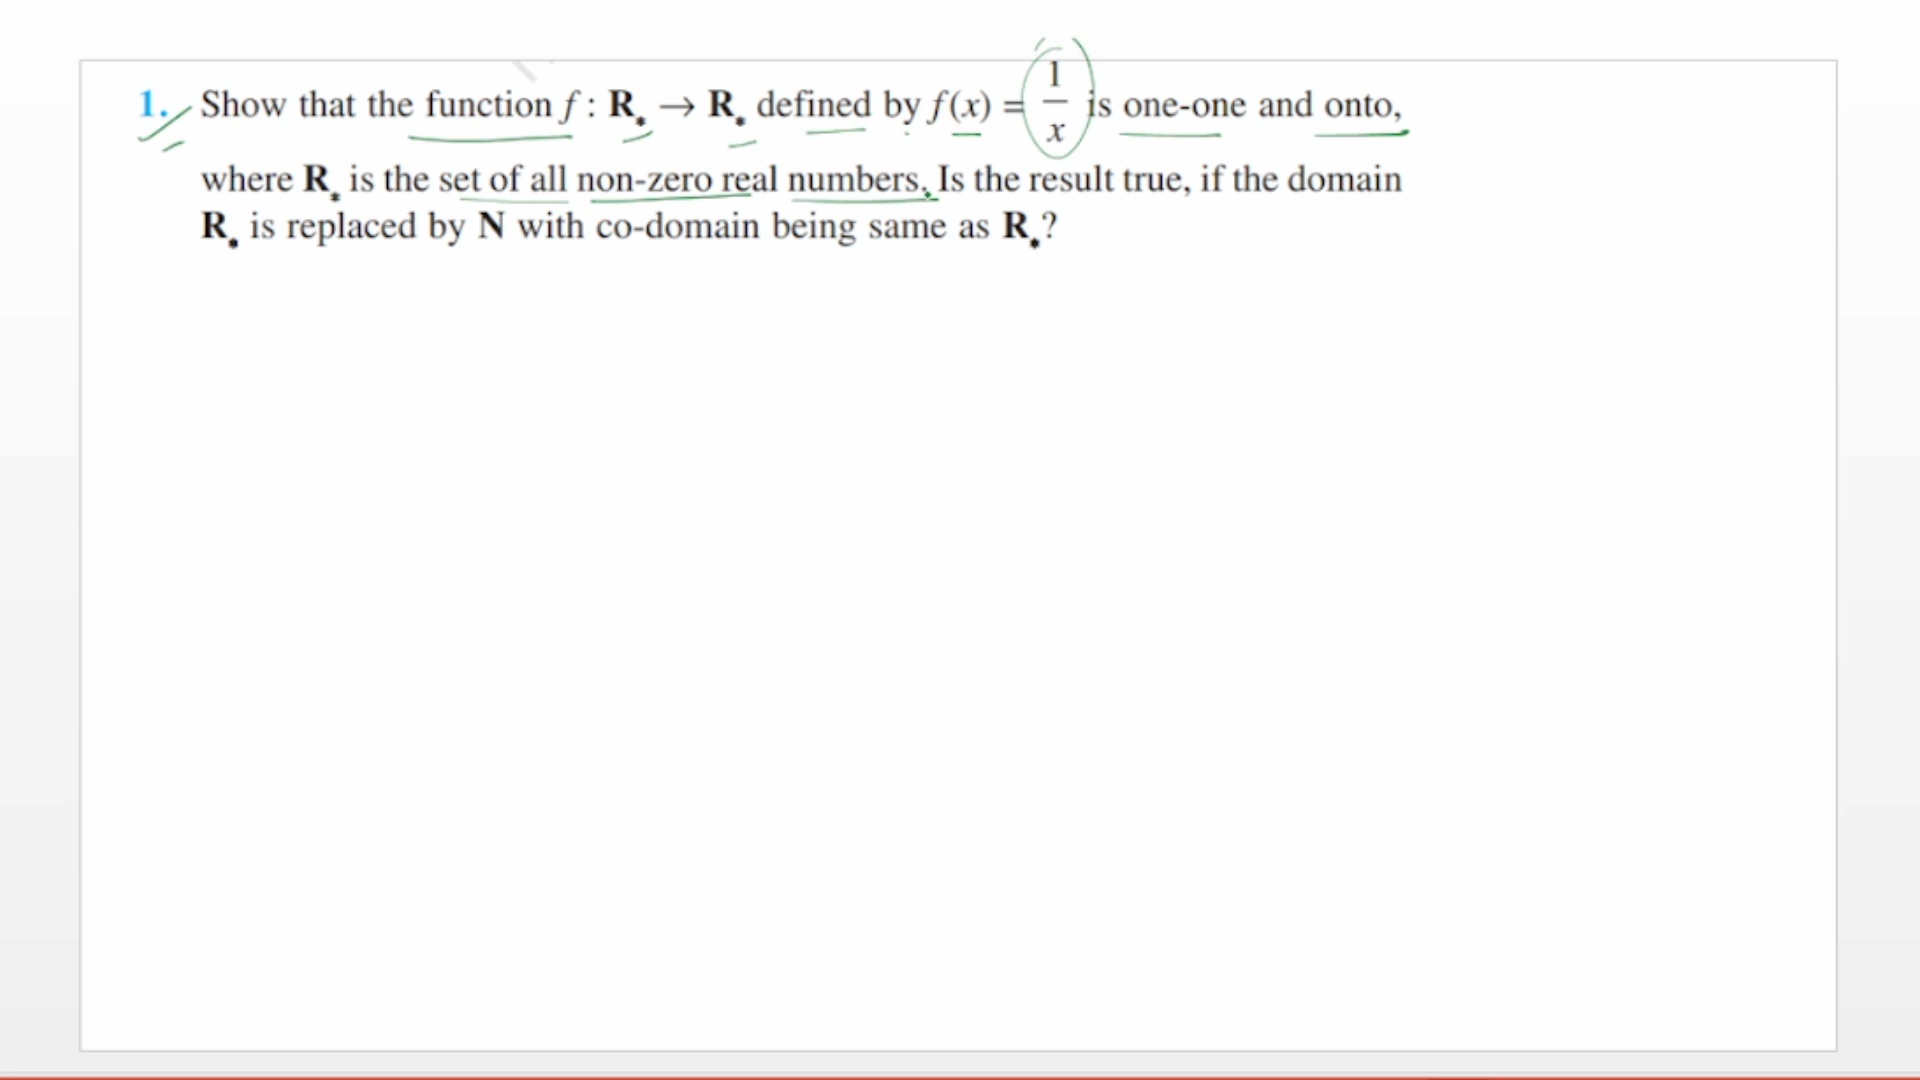 1. Show that the function f : R* → R* defined by f(x) = 1/x is one-one and onto,
where R* is the set of all non-zero real numbers. Is the result true, if the domain
R* is replaced by N with co-domain being same as R*?